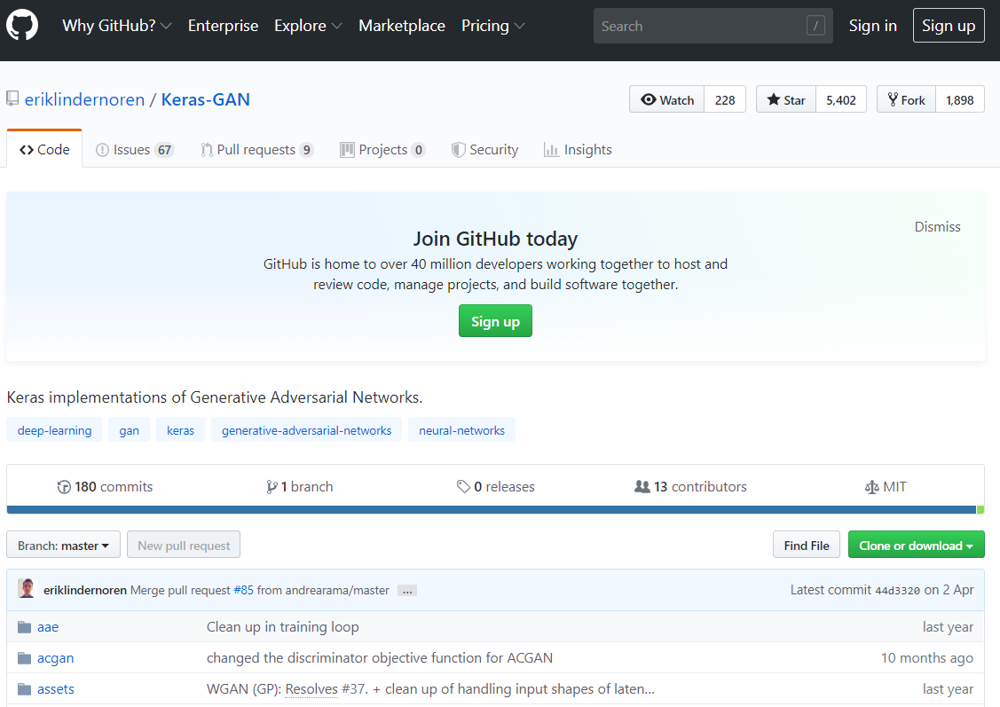 Why GitHub? Enterprise Explore Marketplace Pricing Search / Sign in Sign up
eriklindernoren / Keras-GAN Watch 228 Star 5,402 Fork 1,898
Code Issues 67 Pull requests 9 Projects 0 Security Insights
Dismiss
Join GitHub today
GitHub is home to over 40 million developers working together to host and
review code, manage projects, and build software together.
Sign up
Keras implementations of Generative Adversarial Networks.
deep-learning gan keras generative-adversarial-networks neural-networks
180 commits 1 branch 0 releases 13 contributors MIT
Branch: master New pull request Find File Clone or download
eriklindernoren Merge pull request #85 from andrearama/master ... Latest commit 44d3320 on 2 Apr
aae Clean up in training loop last year
acgan changed the discriminator objective function for ACGAN 10 months ago
assets WGAN (GP): Resolves #37. + clean up of handling input shapes of laten... last year